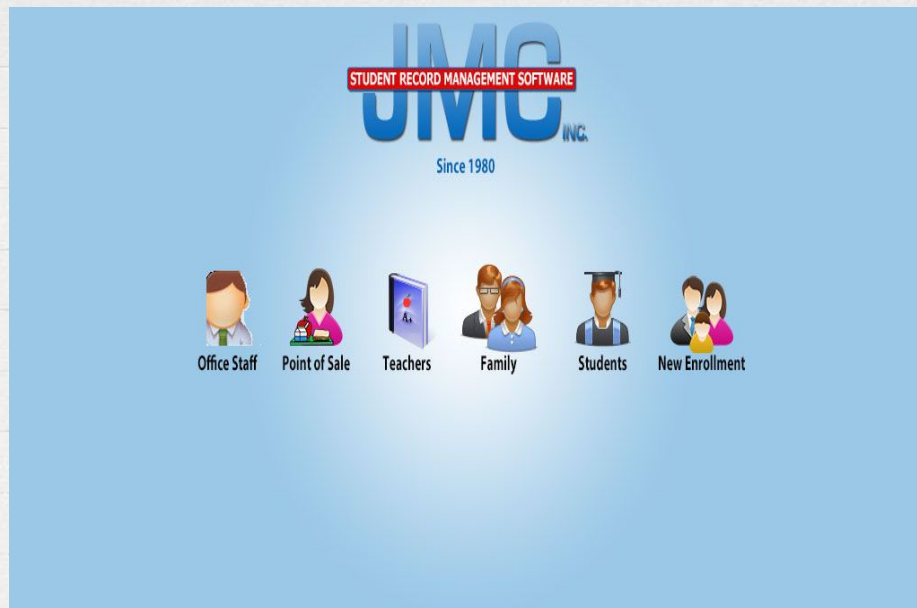 JMC
STUDENT RECORD MANAGEMENT SOFTWARE
INC.
Since 1980
A+
Office Staff
Point of Sale
Teachers
Family
Students
New Enrollment